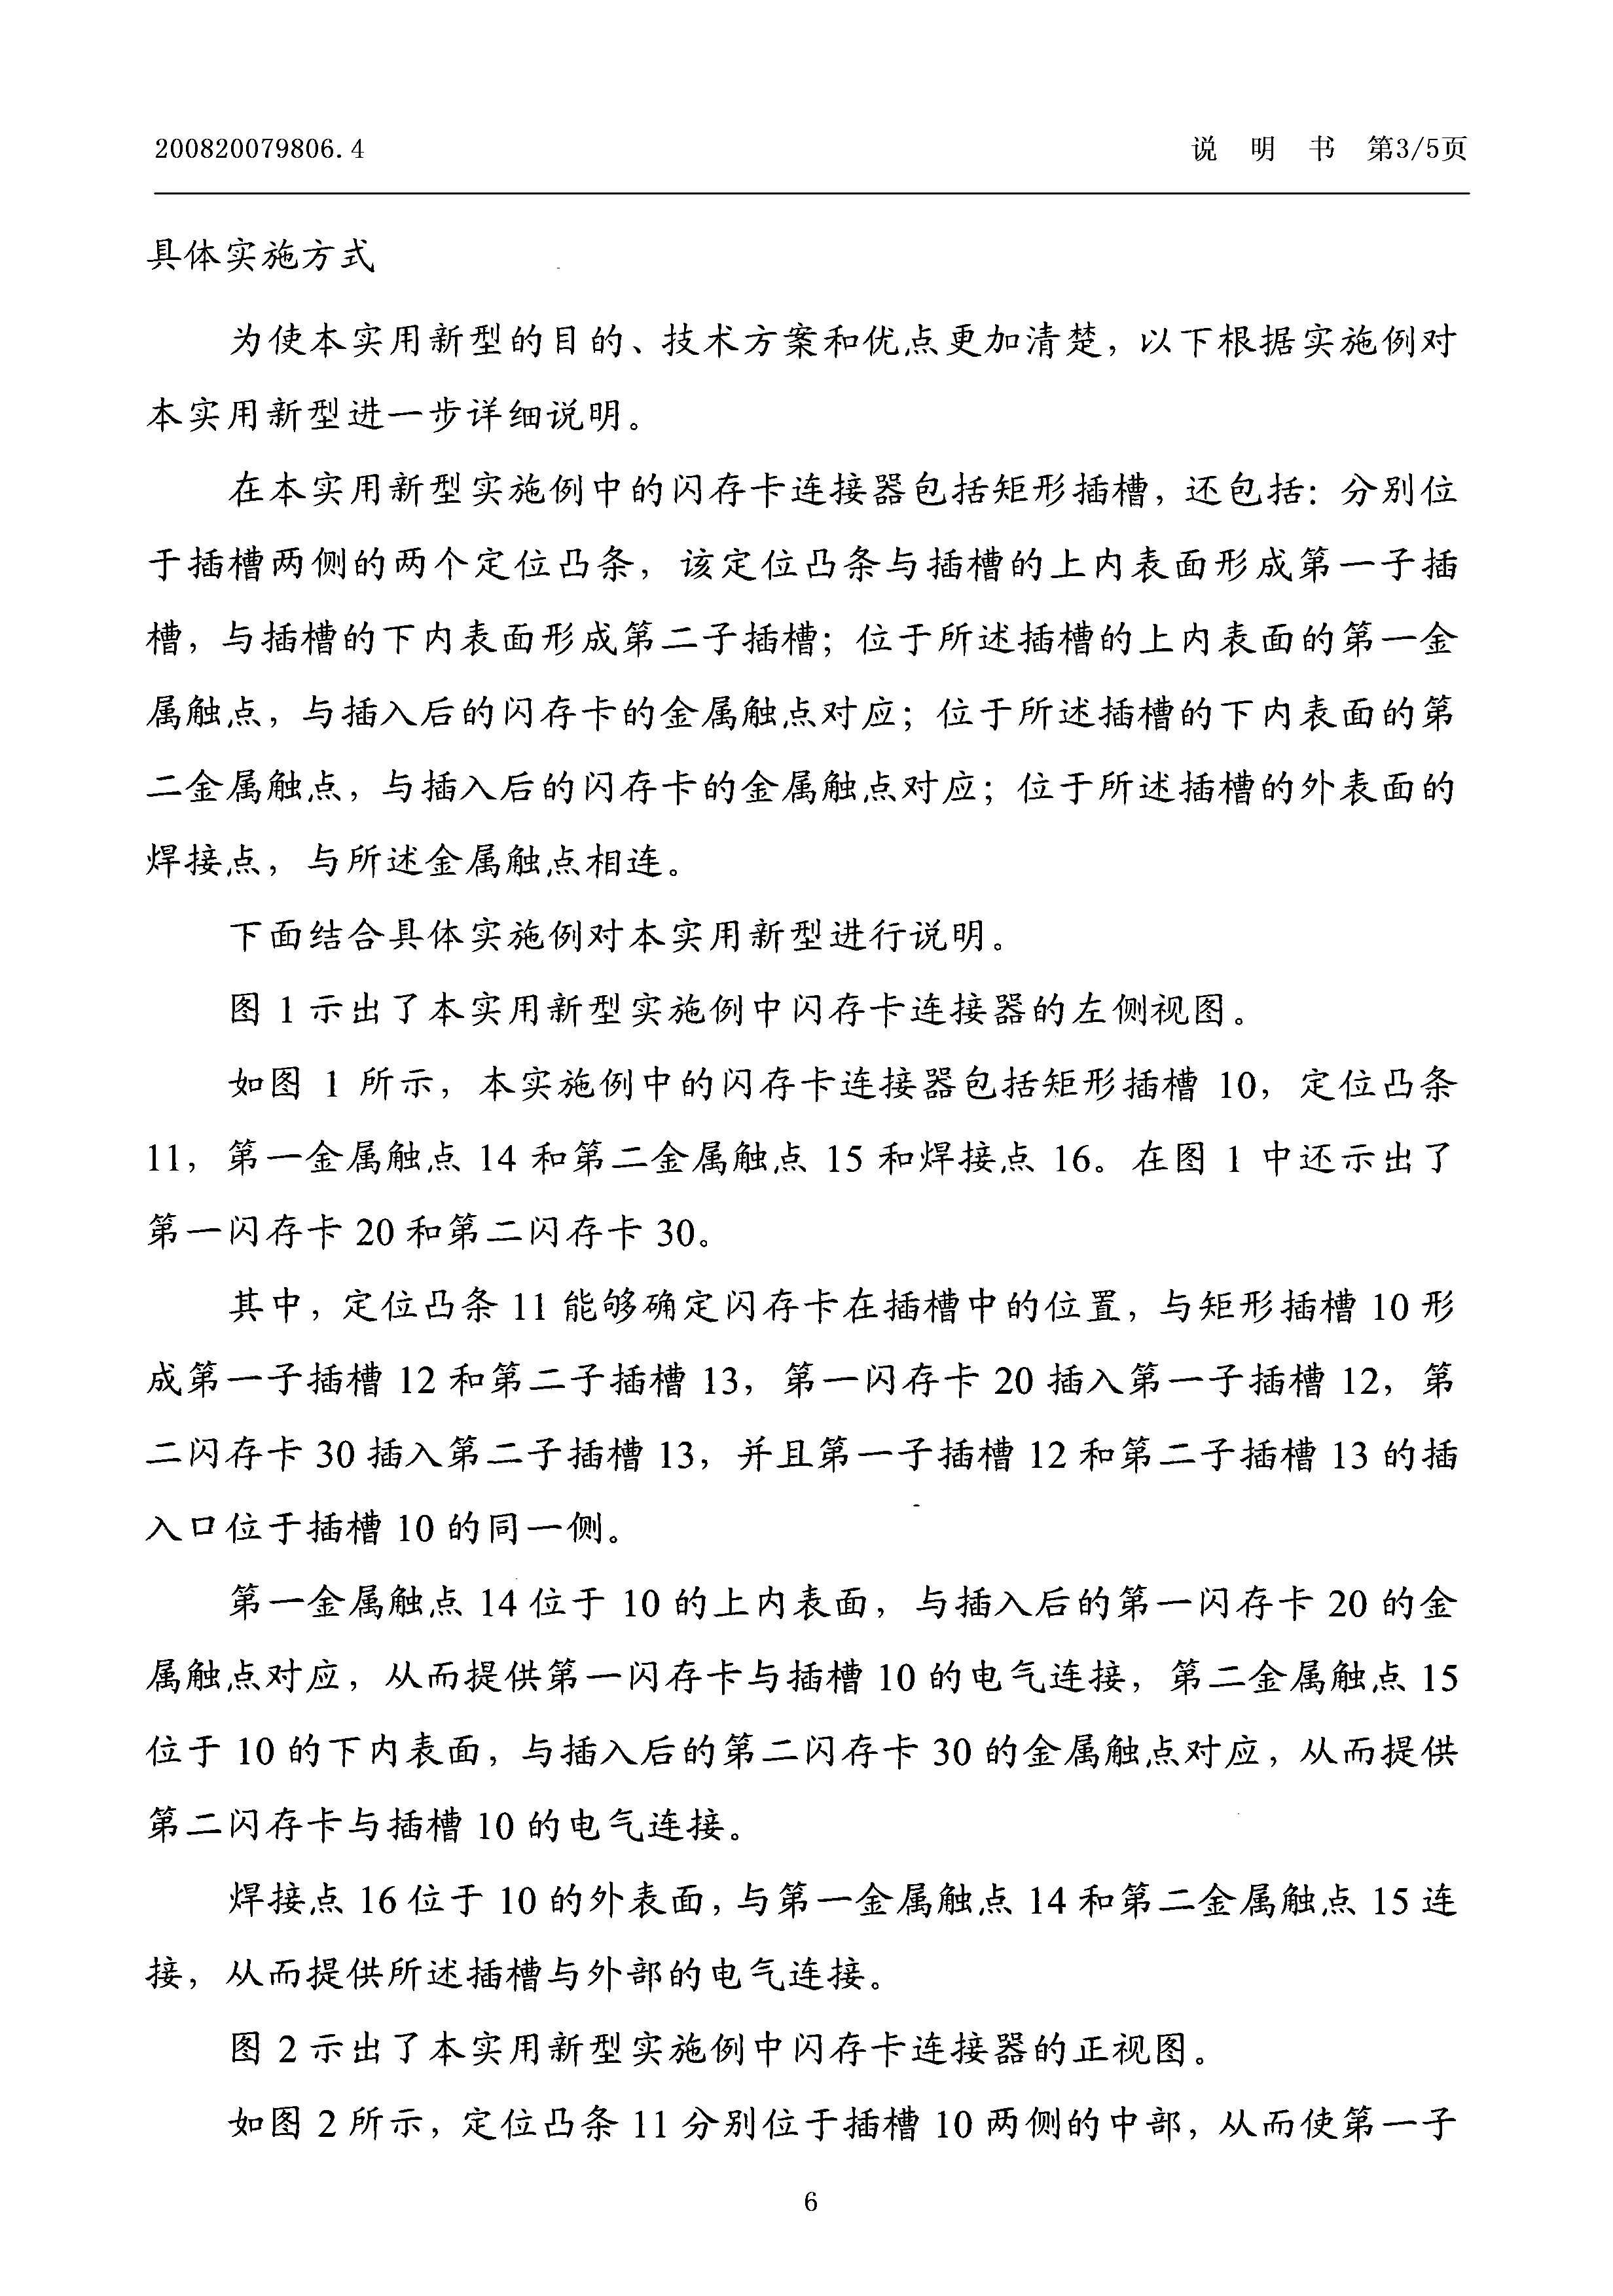 200820079806.4
说 明 书 第3/5页
具体实施方式
为使本实用新型的目的、技术方案和优点更加清楚，以下根据实施例对
本实用新型进一步详细说明。
在本实用新型实施例中的闪存卡连接器包括矩形插槽，还包括：分别位
于插槽两侧的两个定位凸条，该定位凸条与插槽的上内表面形成第一子插
槽，与插槽的下内表面形成第二子插槽；位于所述插槽的上内表面的第一金
属触点，与插入后的闪存卡的金属触点对应；位于所述插槽的下内表面的第
二金属触点，与插入后的闪存卡的金属触点对应；位于所述插槽的外表面的
焊接点，与所述金属触点相连。
下面结合具体实施例对本实用新型进行说明。
图 1 示出了本实用新型实施例中闪存卡连接器的左侧视图。
如图 1 所示，本实施例中的闪存卡连接器包括矩形插槽 10，定位凸条
11，第一金属触点 14 和第二金属触点 15 和焊接点 16。在图 1 中还示出了
第一闪存卡 20 和第二闪存卡 30。
其中，定位凸条 11 能够确定闪存卡在插槽中的位置，与矩形插槽 10 形
成第一子插槽 12 和第二子插槽 13，第一闪存卡 20 插入第一子插槽 12，第
二闪存卡 30 插入第二子插槽 13，并且第一子插槽 12 和第二子插槽 13 的插
入口位于插槽 10 的同一侧。
第一金属触点 14 位于 10 的上内表面，与插入后的第一闪存卡 20 的金
属触点对应，从而提供第一闪存卡与插槽 10 的电气连接，第二金属触点 15
位于 10 的下内表面，与插入后的第二闪存卡 30 的金属触点对应，从而提供
第二闪存卡与插槽 10 的电气连接。
焊接点 16 位于 10 的外表面，与第一金属触点 14 和第二金属触点 15 连
接，从而提供所述插槽与外部的电气连接。
图 2 示出了本实用新型实施例中闪存卡连接器的正视图。
如图 2 所示，定位凸条 11 分别位于插槽 10 两侧的中部，从而使第一子
6